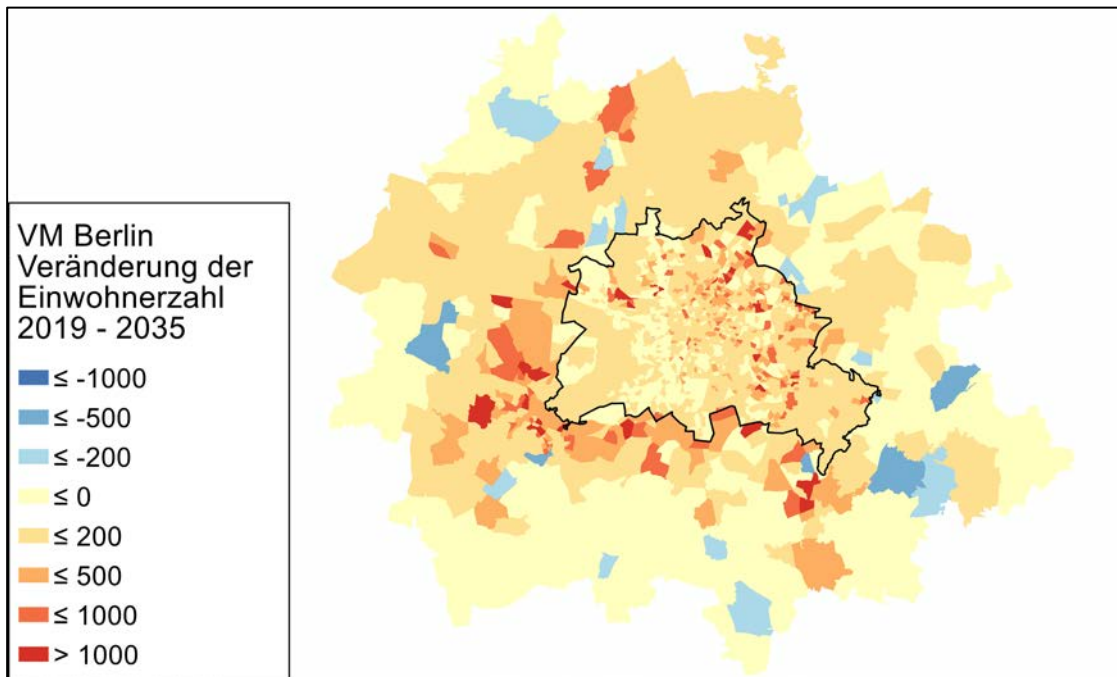 VM Berlin
Veränderung der
Einwohnerzahl
2019 - 2035
≤ -1000
≤ -500
≤ -200
≤ 0
≤ 200
≤ 500
≤ 1000
> 1000